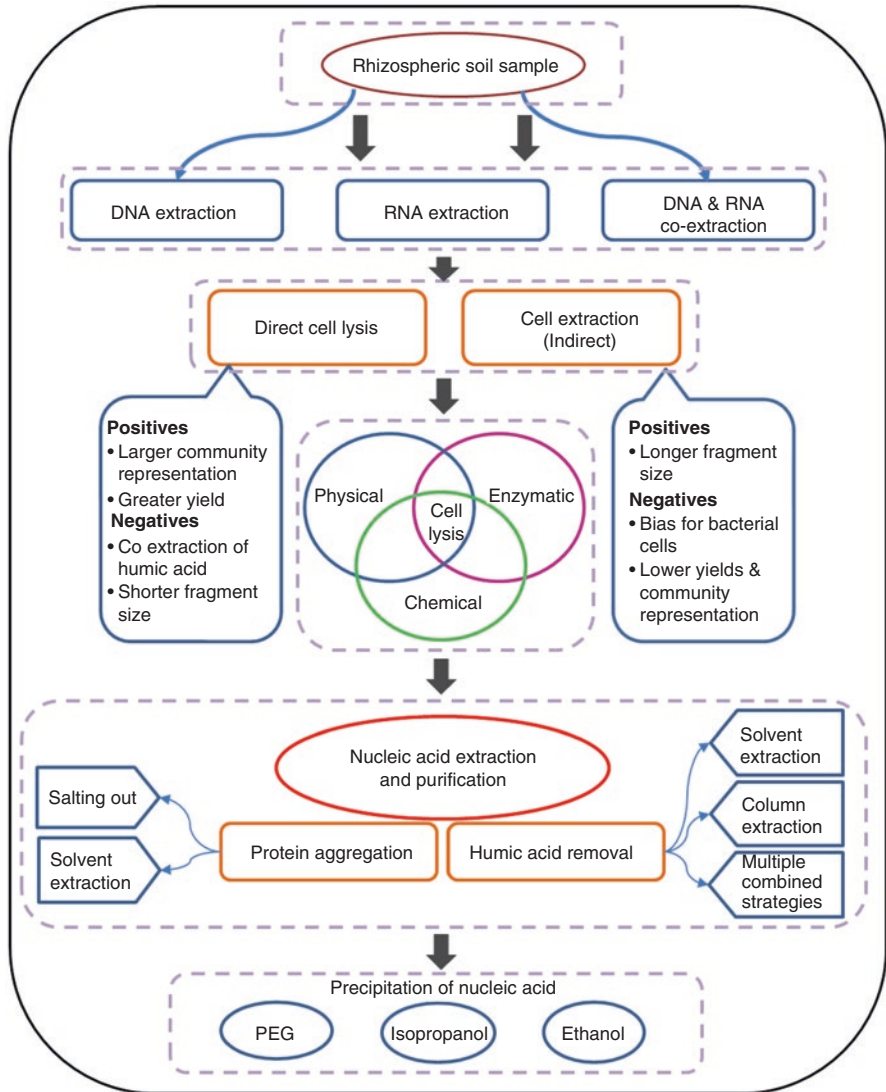 Rhizospheric soil sample
DNA extraction
RNA extraction
DNA & RNA
co-extraction
Direct cell lysis
Cell extraction
(Indirect)
Positives
• Larger community
representation
• Greater yield
Negatives
• Co extraction of
humic acid
• Shorter fragment
size
Physical
Enzymatic
Cell
lysis
Chemical
Positives
• Longer fragment
size
Negatives
• Bias for bacterial
cells
• Lower yields &
community
representation
Nucleic acid extraction
and purification
Salting out
Solvent
extraction
Protein aggregation
Humic acid removal
Solvent
extraction
Column
extraction
Multiple
combined
strategies
Precipitation of nucleic acid
PEG
Isopropanol
Ethanol